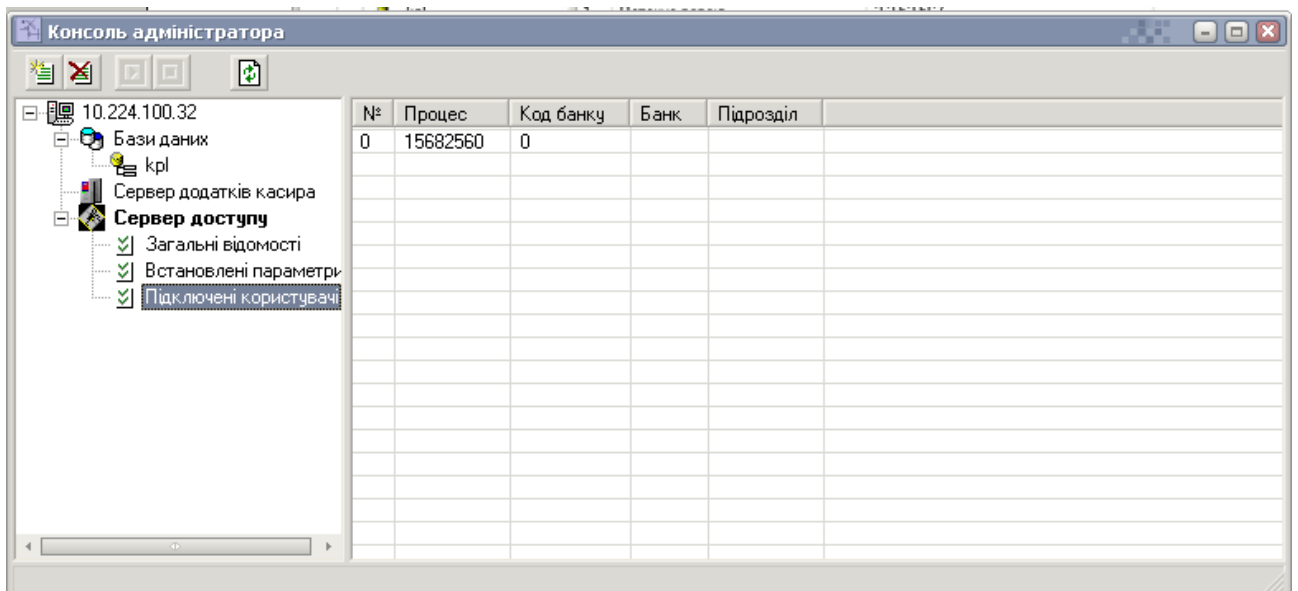 Консоль адміністратора
10.224.100.32
Бази даних
kpl
Сервер додатків касира
Сервер доступу
Загальні відомості
Встановлені параметри
Підключені користувачі
№ Процес Код банку Банк Підрозділ
0 15682560 0